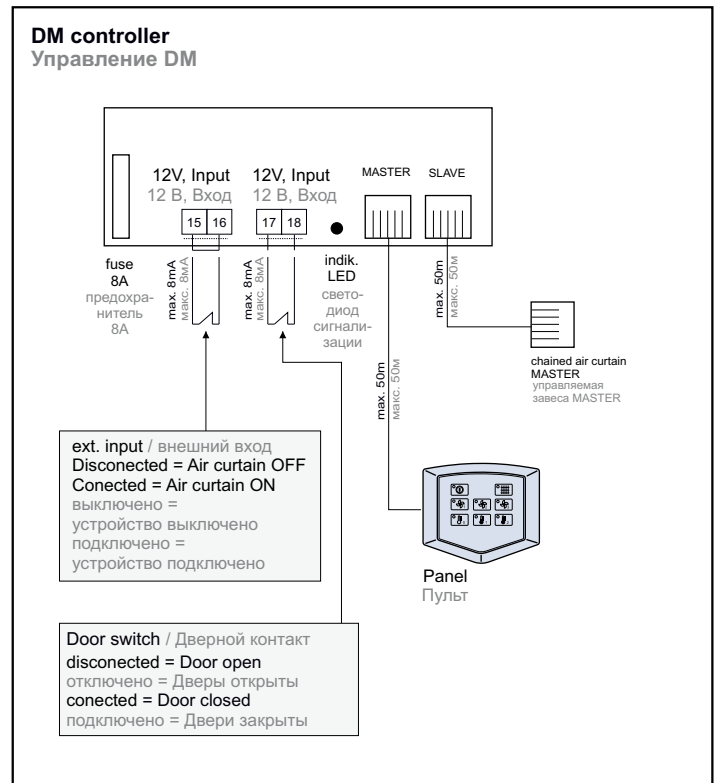 DM controller
Управление DM
12V, Input
12 В, Вход
12V, Input
12 В, Вход
MASTER
SLAVE
15 16
17 18
fuse
8A
предохра-
нитель
8A
max. 8mA
макс. 8мА
max. 8mA
макс. 8мА
indik.
LED
свето-
диод
сигнали-
зации
max. 50m
макс. 50м
max. 50m
макс. 50м
chained air curtain
MASTER
управляемая
завеса MASTER
ext. input / внешний вход
Disconected = Air curtain OFF
Conected = Air curtain ON
выключено =
устройство выключено
подключено =
устройство подключено
Panel
Пульт
Door switch / Дверной контакт
disconected = Door open
отключено = Дверы открыты
conected = Door closed
подключено = Двери закрыты